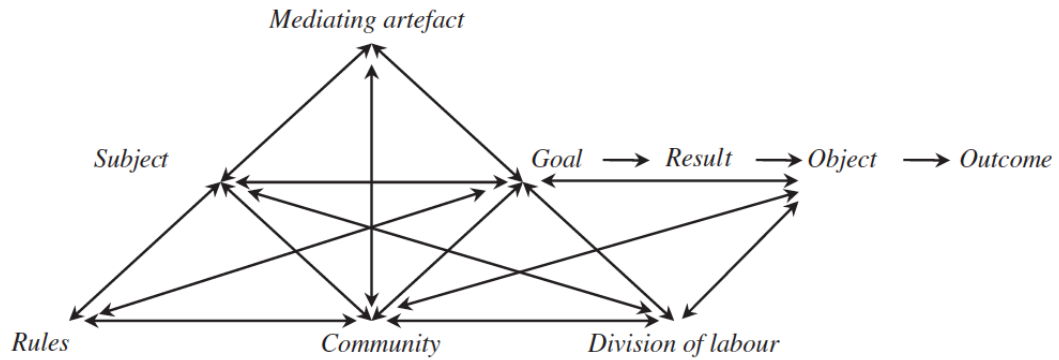 Mediating artefact
Subject Goal Result Object Outcome
Rules Community Division of labour